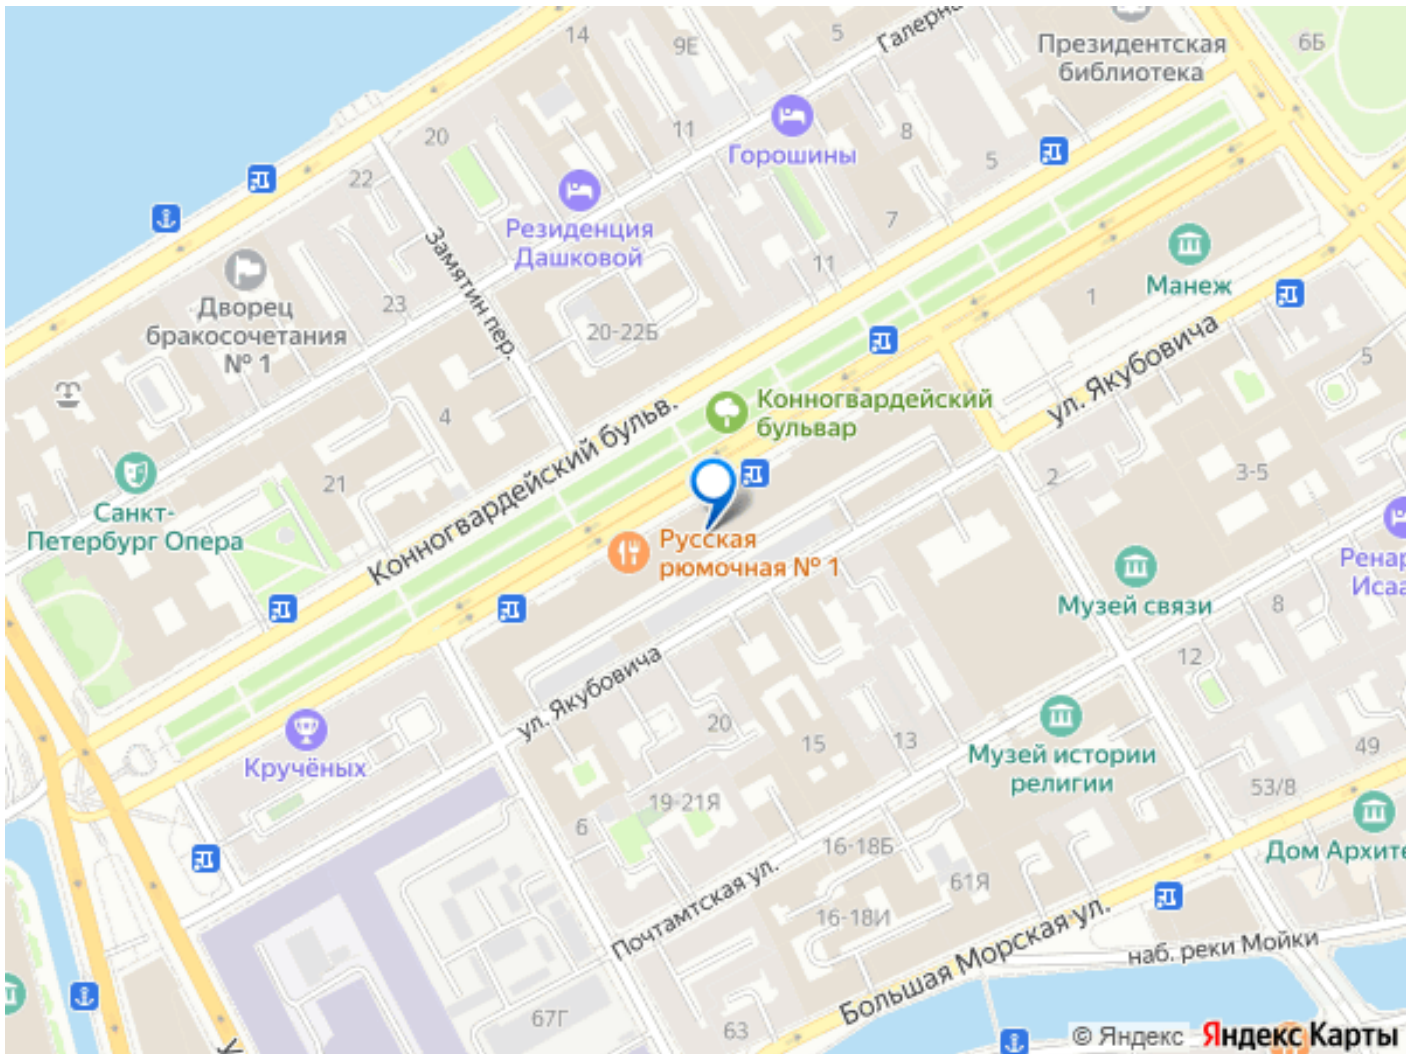 14
9Е
5
Галерна
Президентская
библиотека
6Б
20
11
Горошины
8
5
22
Резиденция
Дашковой
7
11
Манеж
Замятин пер.
Дворец
бракосочетания
№ 1
23
20-22Б
1
ул. Якубовича
5
4
Конногвардейский
бульвар
Конногвардейский бульв.
21
2
3-5
Санкт-
Петербург Опера
Русская
рюмочная № 1
Ренар
Исаа
Музей связи
8
12
ул. Якубовича
20
15
13
Музей истории
религии
49
Кручёных
19-21Я
53/8
6
16-18Б
Дом Архите
61Я
Почтамтская ул.
16-18И
Большая Морская ул.
наб. реки Мойки
67Г
63
К
© Яндекс Яндекс Карты